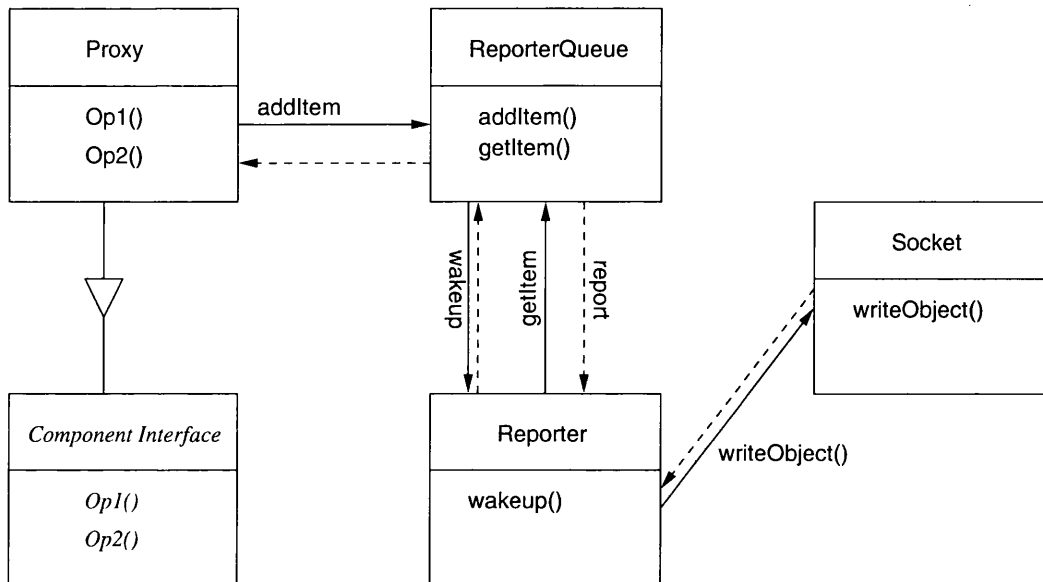 Proxy
Op1()
Op2()
addItem
ReporterQueue
addItem()
getItem()
wakeup
getItem
report
Socket
writeObject()
Component Interface
Op1()
Op2()
Reporter
wakeup()
writeObject()